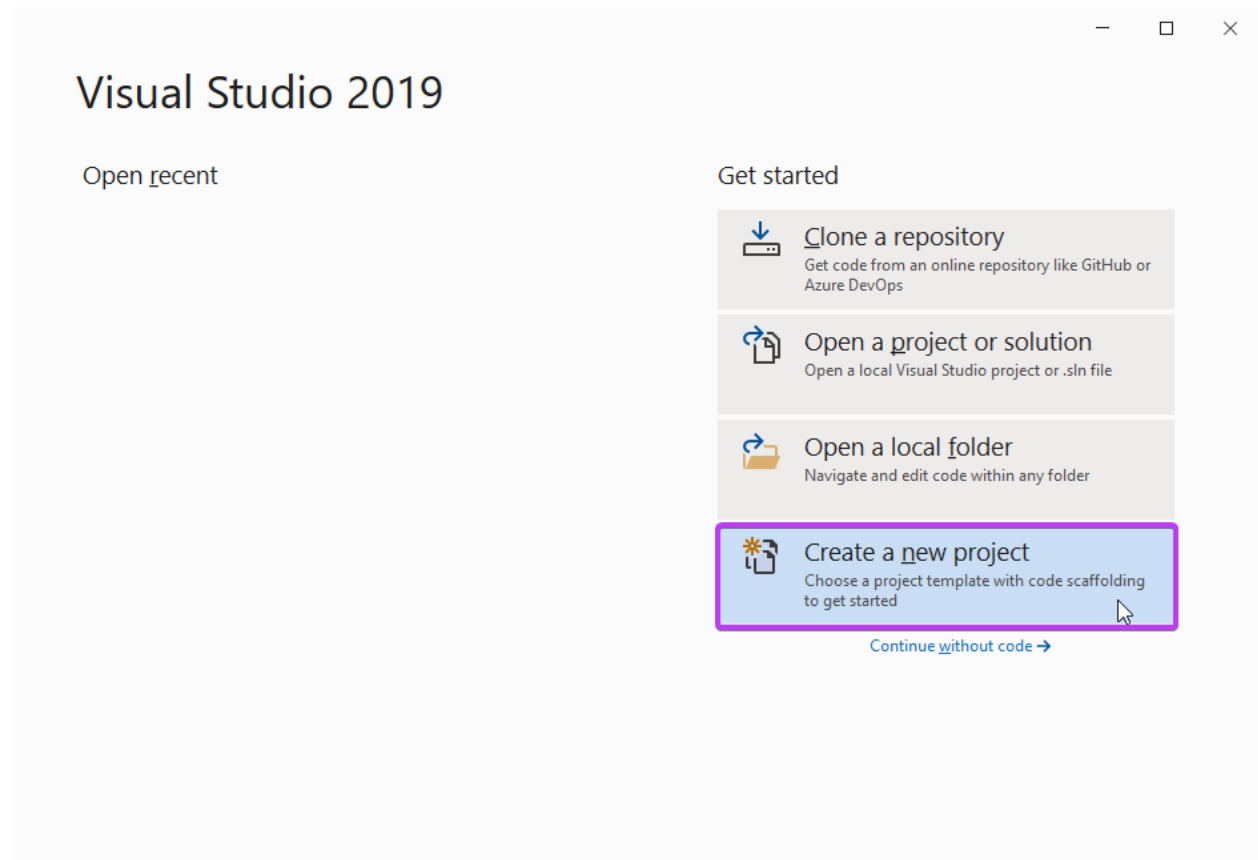 Visual Studio 2019
Open recent
Get started
Clone a repository
Get code from an online repository like GitHub or
Azure DevOps
Open a project or solution
Open a local Visual Studio project or .sln file
Open a local folder
Navigate and edit code within any folder
Create a new project
Choose a project template with code scaffolding
to get started
Continue without code →